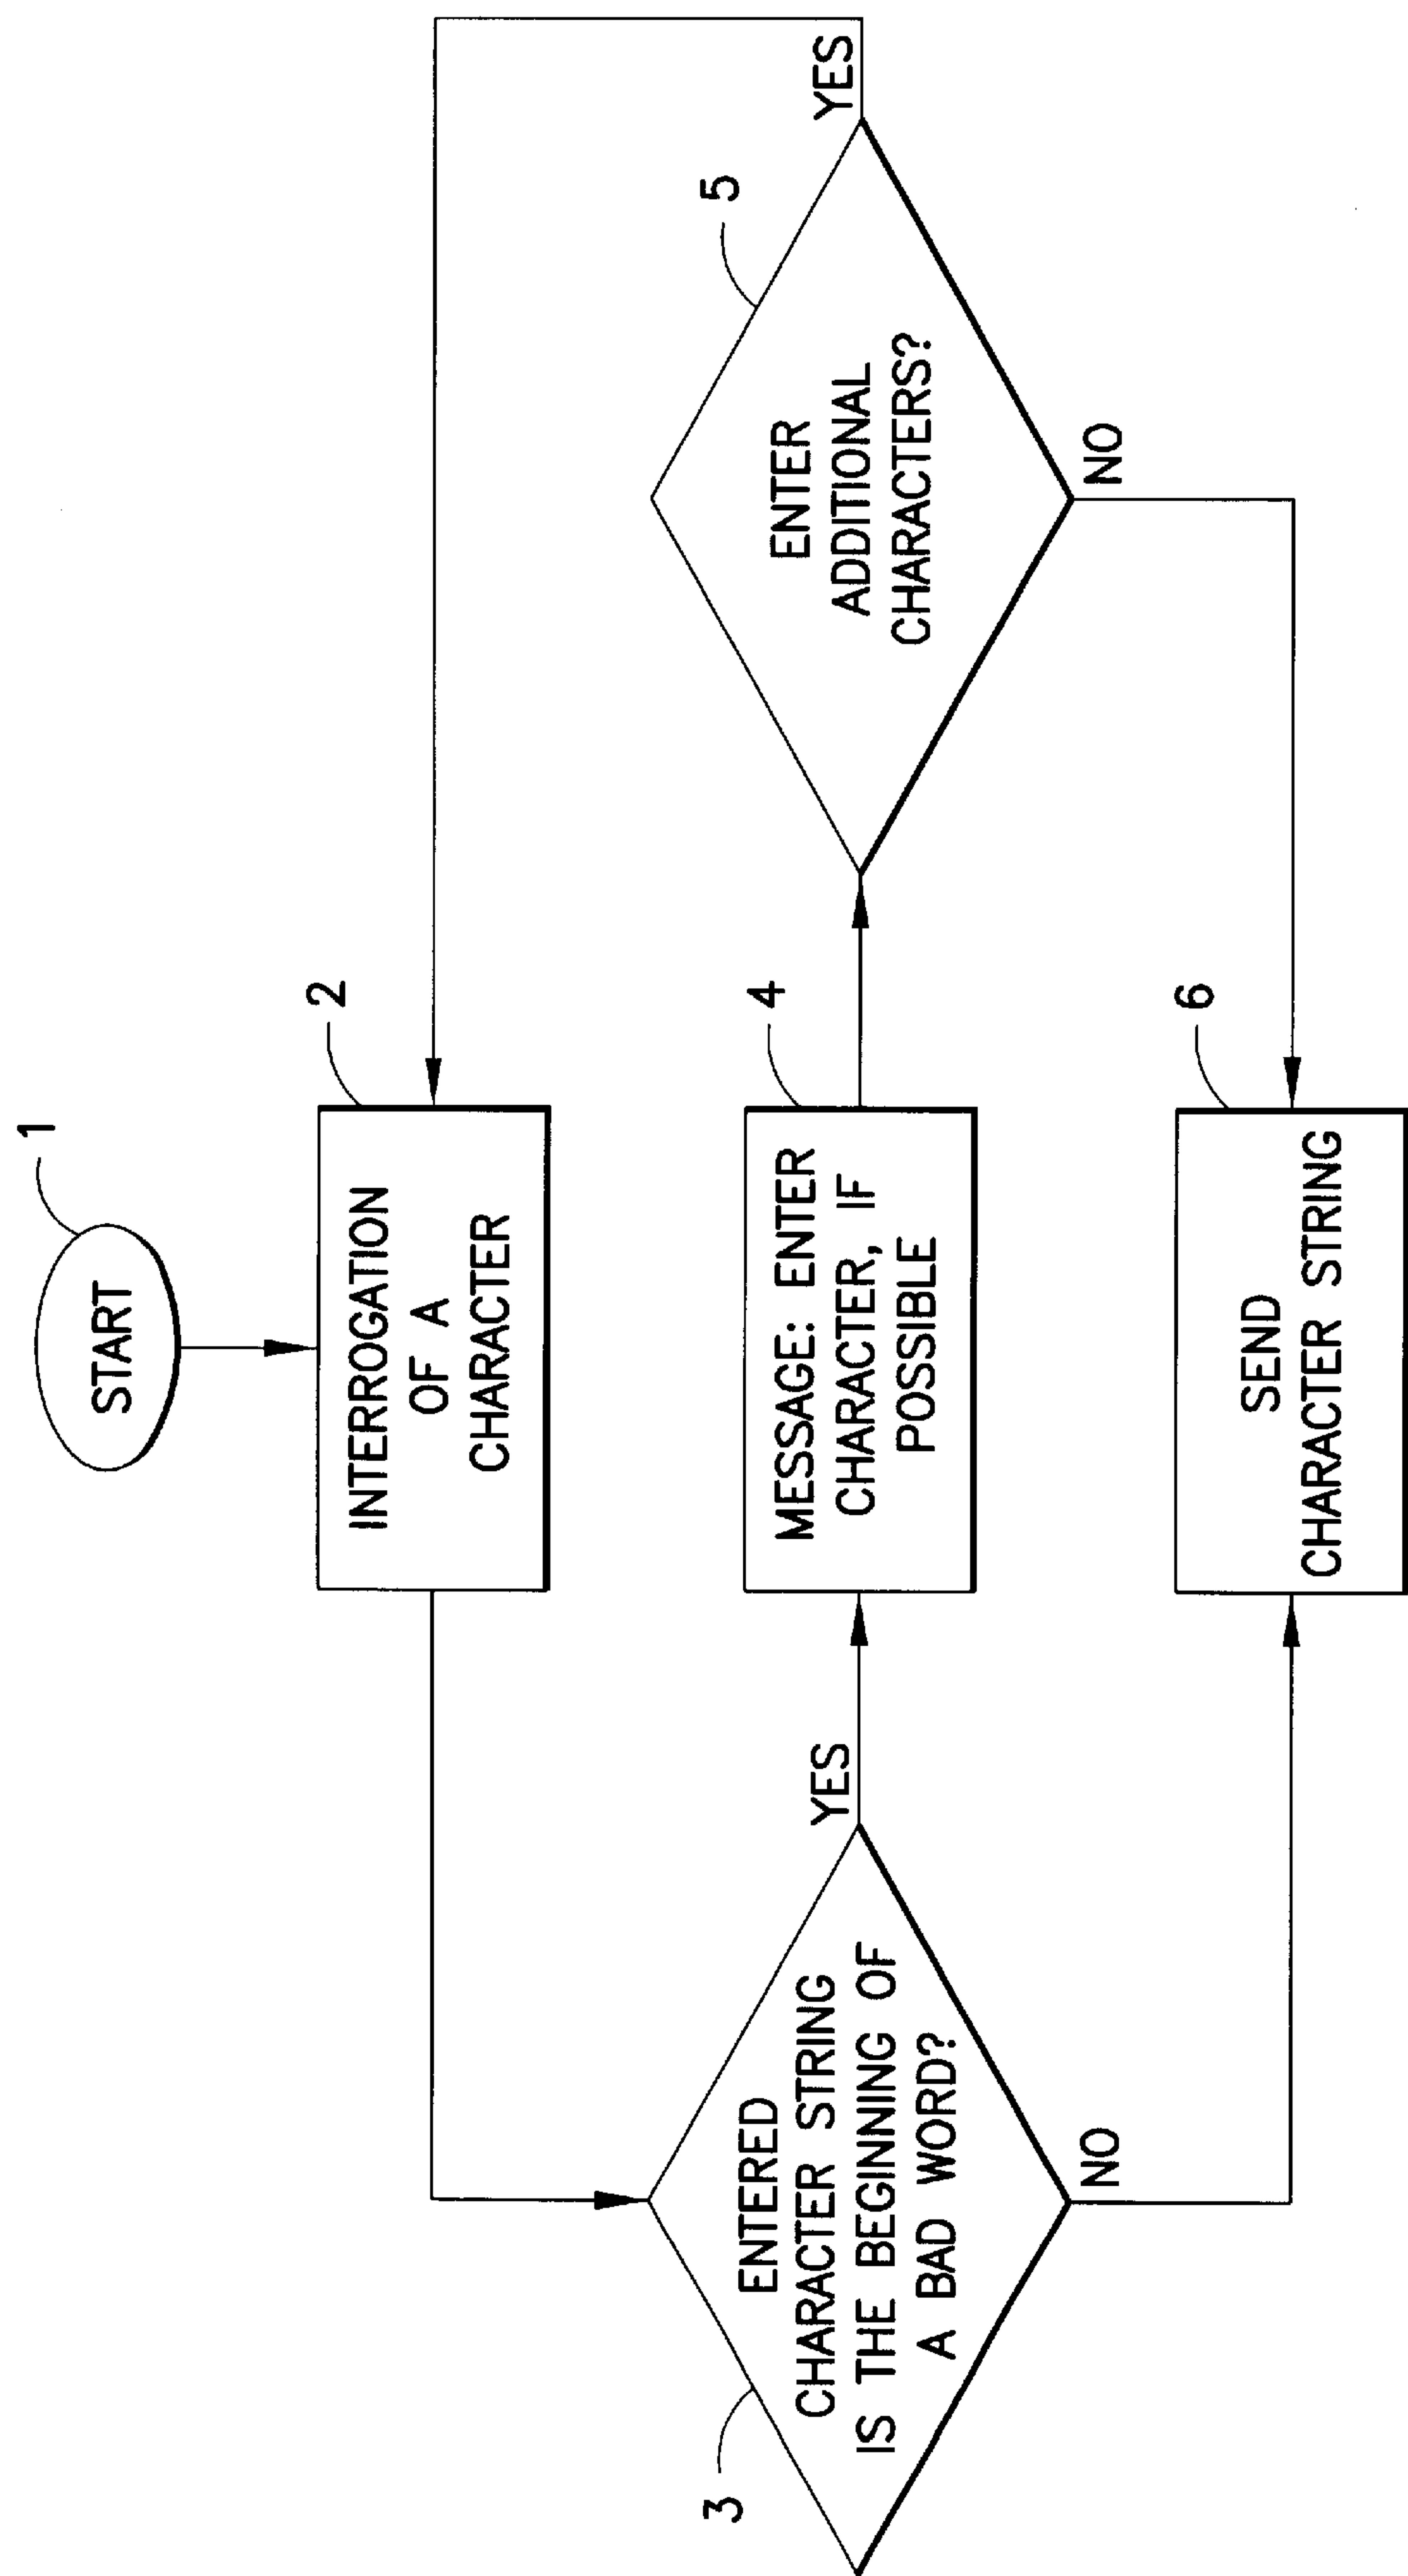 1
START
2
INTERROGATION
OF A
CHARACTER
3
ENTERED
CHARACTER STRING
IS THE BEGINNING OF
A BAD WORD?
YES
NO
4
MESSAGE: ENTER
CHARACTER, IF
POSSIBLE
5
ENTER
ADDITIONAL
CHARACTERS?
YES
NO
6
SEND
CHARACTER STRING